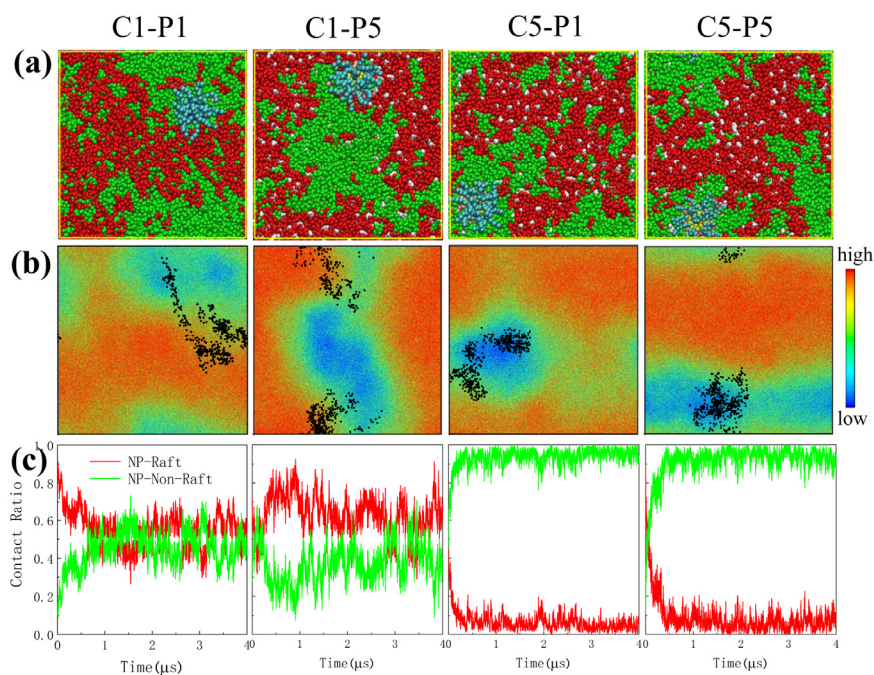 C1-P1 C1-P5 C5-P1 C5-P5
(a)
(b)
high
low
(c)
1.0
0.8
0.6
0.4
0.2
0.0
Contact Ratio
NP-Raft
NP-Non-Raft
0 1 2 3 4 1 2 3 4 0 1 2 3 4 0 1 2 3 4
Time(μs) Time(μs) Time(μs) Time(μs)